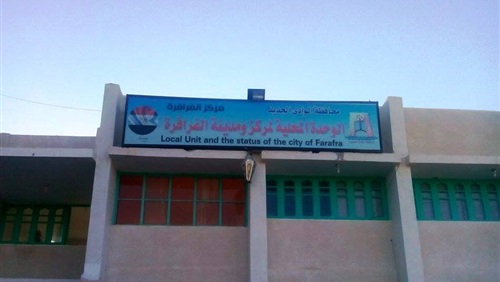 محافظة الوادى الجديد
مركز الفرافرة
الوحدة المحلية لمركز ومدينة الفرافرة
Local Unit and the status of the city of Farafra